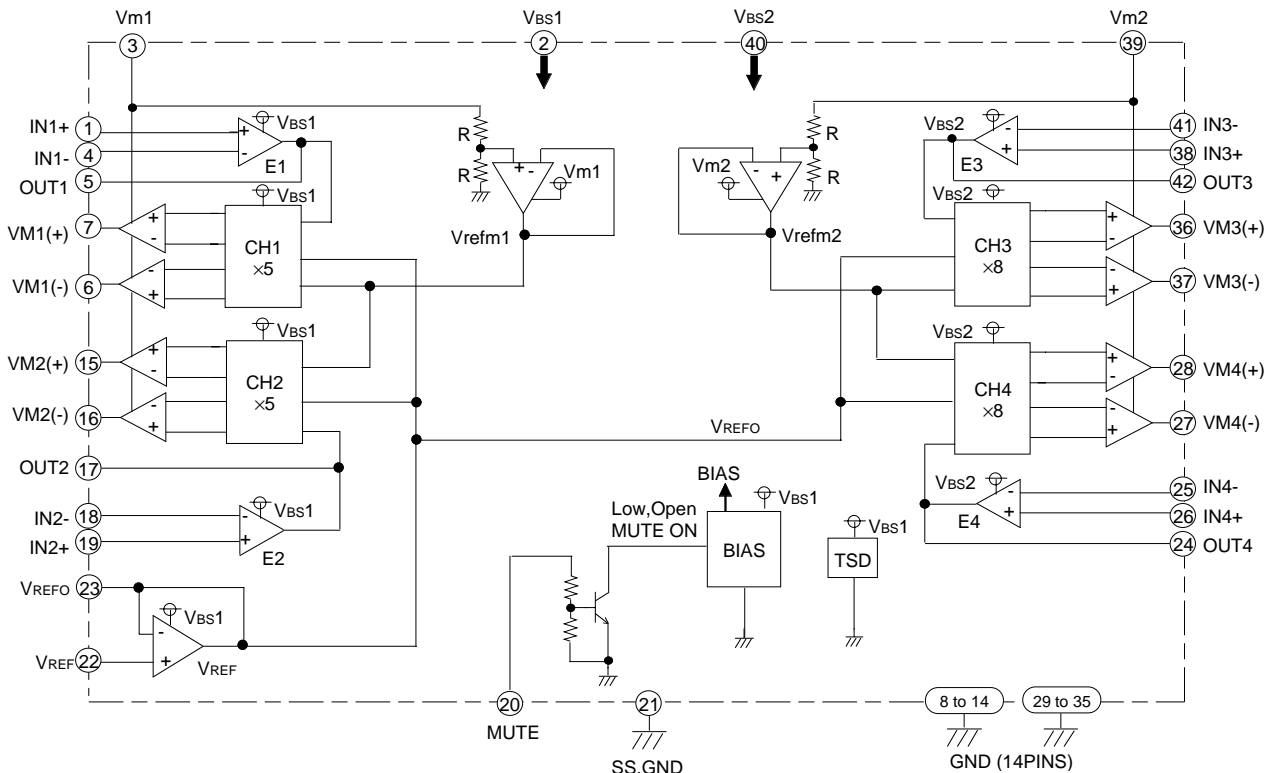 Vm1 VBS1 VBS2 Vm2
3 2 40 39
IN1+ 1
IN1- 4
OUT1 5
VM1(+) 7
VM1(-) 6
VM2(+) 15
VM2(-) 16
OUT2 17
IN2- 18
IN2+ 19
VREFO 23
VREF 22
+ - VBS1 E1
VBS1
CH1
×5
+ -
- +
VBS1
CH2
×5
+ -
- +
VBS1
- +
E2
VBS1
- +
VREF
R
R
+ -
Vm1
Vrefm1
R
R
- +
Vm2
Vrefm2
VREFO
BIAS
Low,Open
MUTE ON
VBS1
BIAS
VBS1
TSD
VBS2
- +
E3
VBS2
CH3
×8
+ -
- +
VBS2
CH4
×8
+ -
- +
VBS2
- +
E4
41 IN3-
38 IN3+
42 OUT3
36 VM3(+)
37 VM3(-)
28 VM4(+)
27 VM4(-)
25 IN4-
26 IN4+
24 OUT4
20
MUTE
21
SS.GND
8 to 14 29 to 35
GND (14PINS)